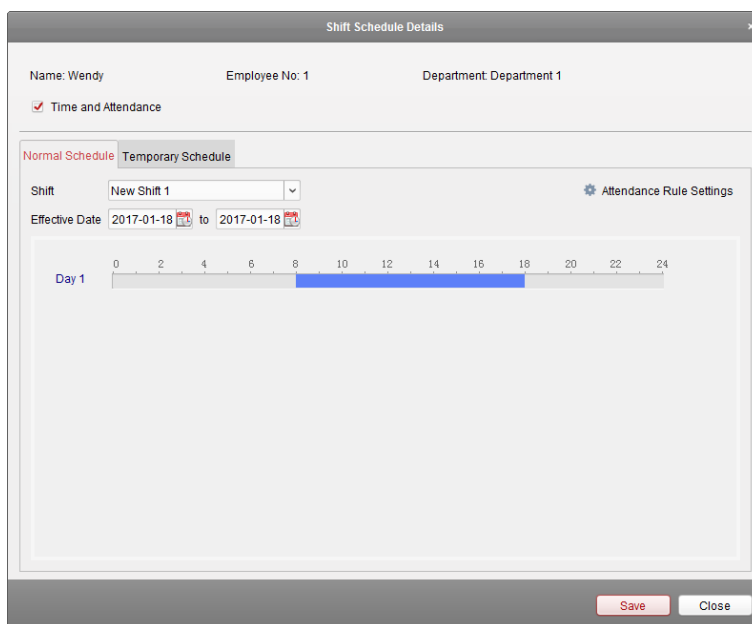 Shift Schedule Details
Name: Wendy Employee No: 1 Department: Department 1
Time and Attendance
Normal Schedule Temporary Schedule
Shift New Shift 1 Attendance Rule Settings
Effective Date 2017-01-18 to 2017-01-18
0 2 4 6 8 10 12 14 16 18 20 22 24
Day 1
Save Close